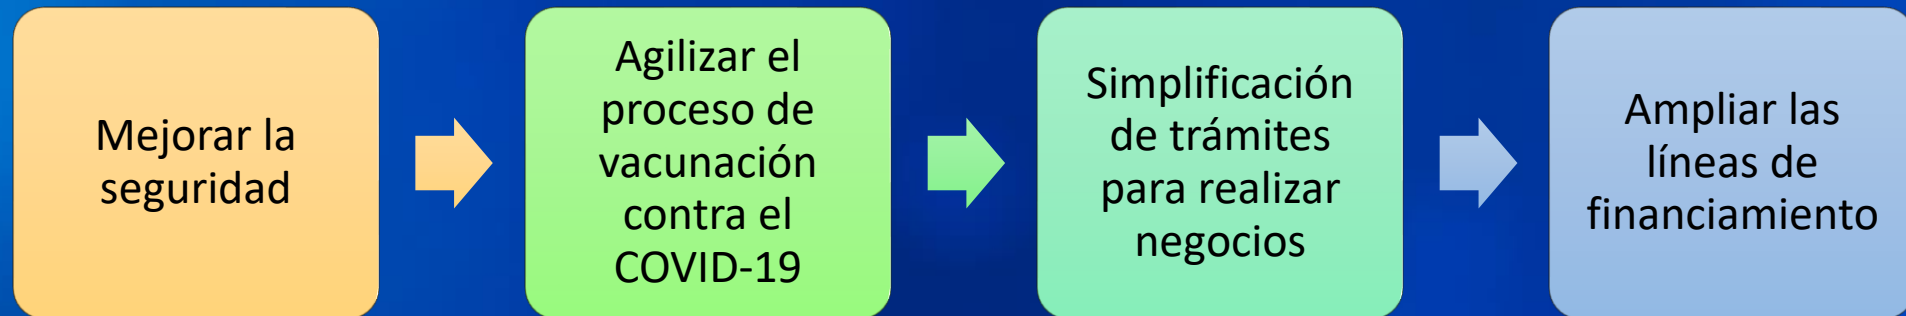 Mejorar la
seguridad
Agilizar el
proceso de
vacunación
contra el
COVID-19
Simplificación
de trámites
para realizar
negocios
Ampliar las
líneas de
financiamiento